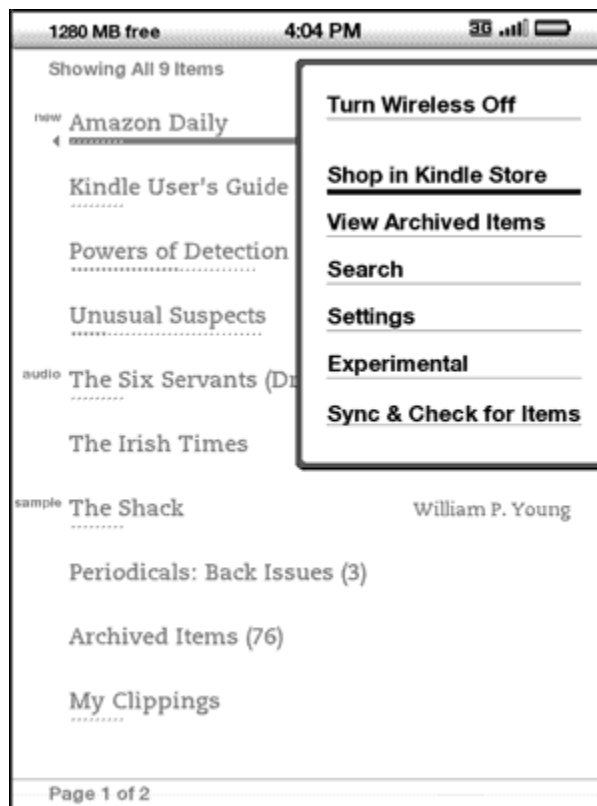 1280 MB free 4:04 PM 3G
Showing All 9 Items
new Amazon Daily
Kindle User's Guide
Powers of Detection
Unusual Suspects
audio The Six Servants (Dr
The Irish Times
sample The Shack William P. Young
Periodicals: Back Issues (3)
Archived Items (76)
My Clippings
Page 1 of 2
Turn Wireless Off
Shop in Kindle Store
View Archived Items
Search
Settings
Experimental
Sync & Check for Items